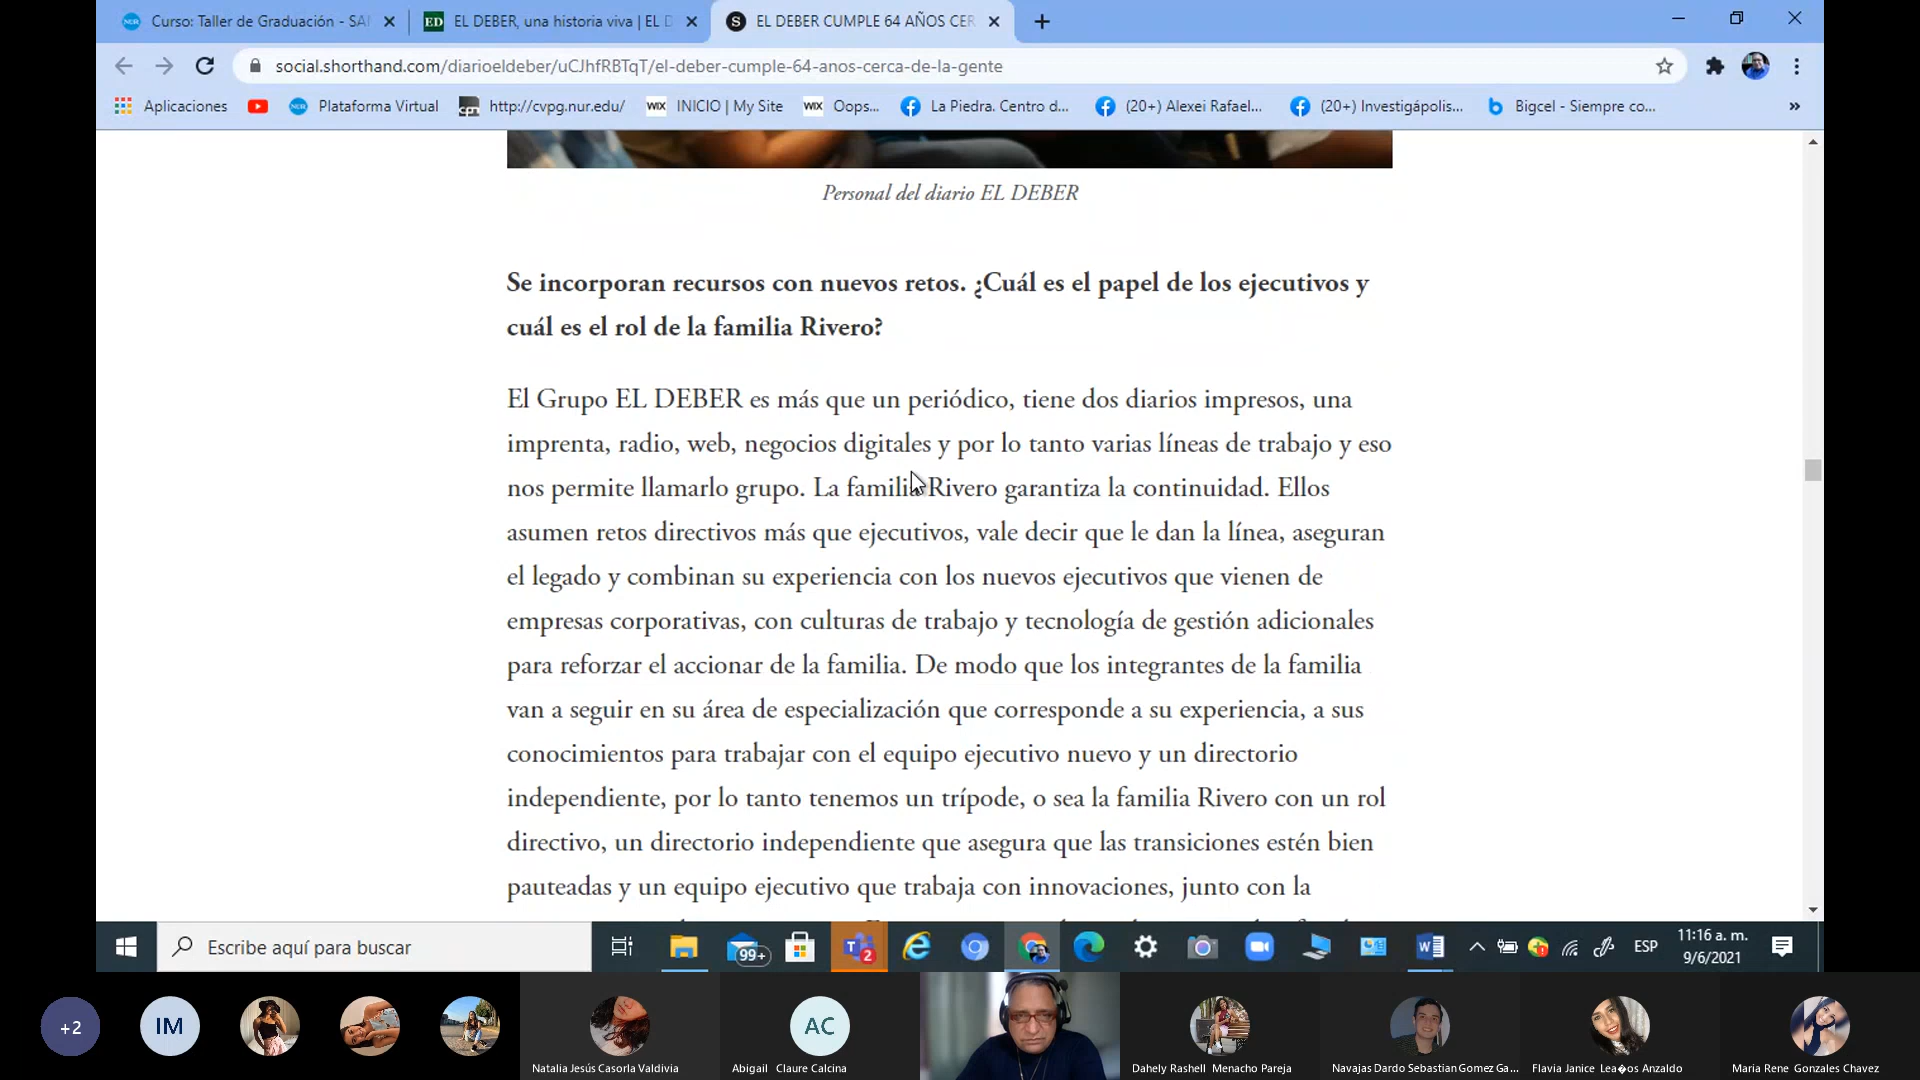 Curso: Taller de Graduación - SA
EL DEBER, una historia viva | EL D
EL DEBER CUMPLE 64 AÑOS CER
social.shorthand.com/diarioeldeber/uCJhfRBTqT/el-deber-cumple-64-anos-cerca-de-la-gente
Aplicaciones
Plataforma Virtual
http://cvpg.nur.edu/
INICIO | My Site
Oops...
La Piedra. Centro d...
(20+) Alexei Rafael...
(20+) Investigápolis...
Bigcel - Siempre co...
»
Personal del diario EL DEBER
Se incorporan recursos con nuevos retos. ¿Cuál es el papel de los ejecutivos y
cuál es el rol de la familia Rivero?
El Grupo EL DEBER es más que un periódico, tiene dos diarios impresos, una
imprenta, radio, web, negocios digitales y por lo tanto varias líneas de trabajo y eso
nos permite llamarlo grupo. La familia Rivero garantiza la continuidad. Ellos
asumen retos directivos más que ejecutivos, vale decir que le dan la línea, aseguran
el legado y combinan su experiencia con los nuevos ejecutivos que vienen de
empresas corporativas, con culturas de trabajo y tecnología de gestión adicionales
para reforzar el accionar de la familia. De modo que los integrantes de la familia
van a seguir en su área de especialización que corresponde a su experiencia, a sus
conocimientos para trabajar con el equipo ejecutivo nuevo y un directorio
independiente, por lo tanto tenemos un trípode, o sea la familia Rivero con un rol
directivo, un directorio independiente que asegura que las transiciones estén bien
pauteadas y un equipo ejecutivo que trabaja con innovaciones, junto con la
Escribe aquí para buscar
99+
2
ESP
11:16 a. m.
9/6/2021
+2
IM
AC
Natalia Jesús Casorla Valdivia
Abigail Claure Calcina
Dahely Rashell Menacho Pareja
Navajas Dardo Sebastian Gomez Ga...
Flavia Janice Lea�os Anzaldo
Maria Rene Gonzales Chavez